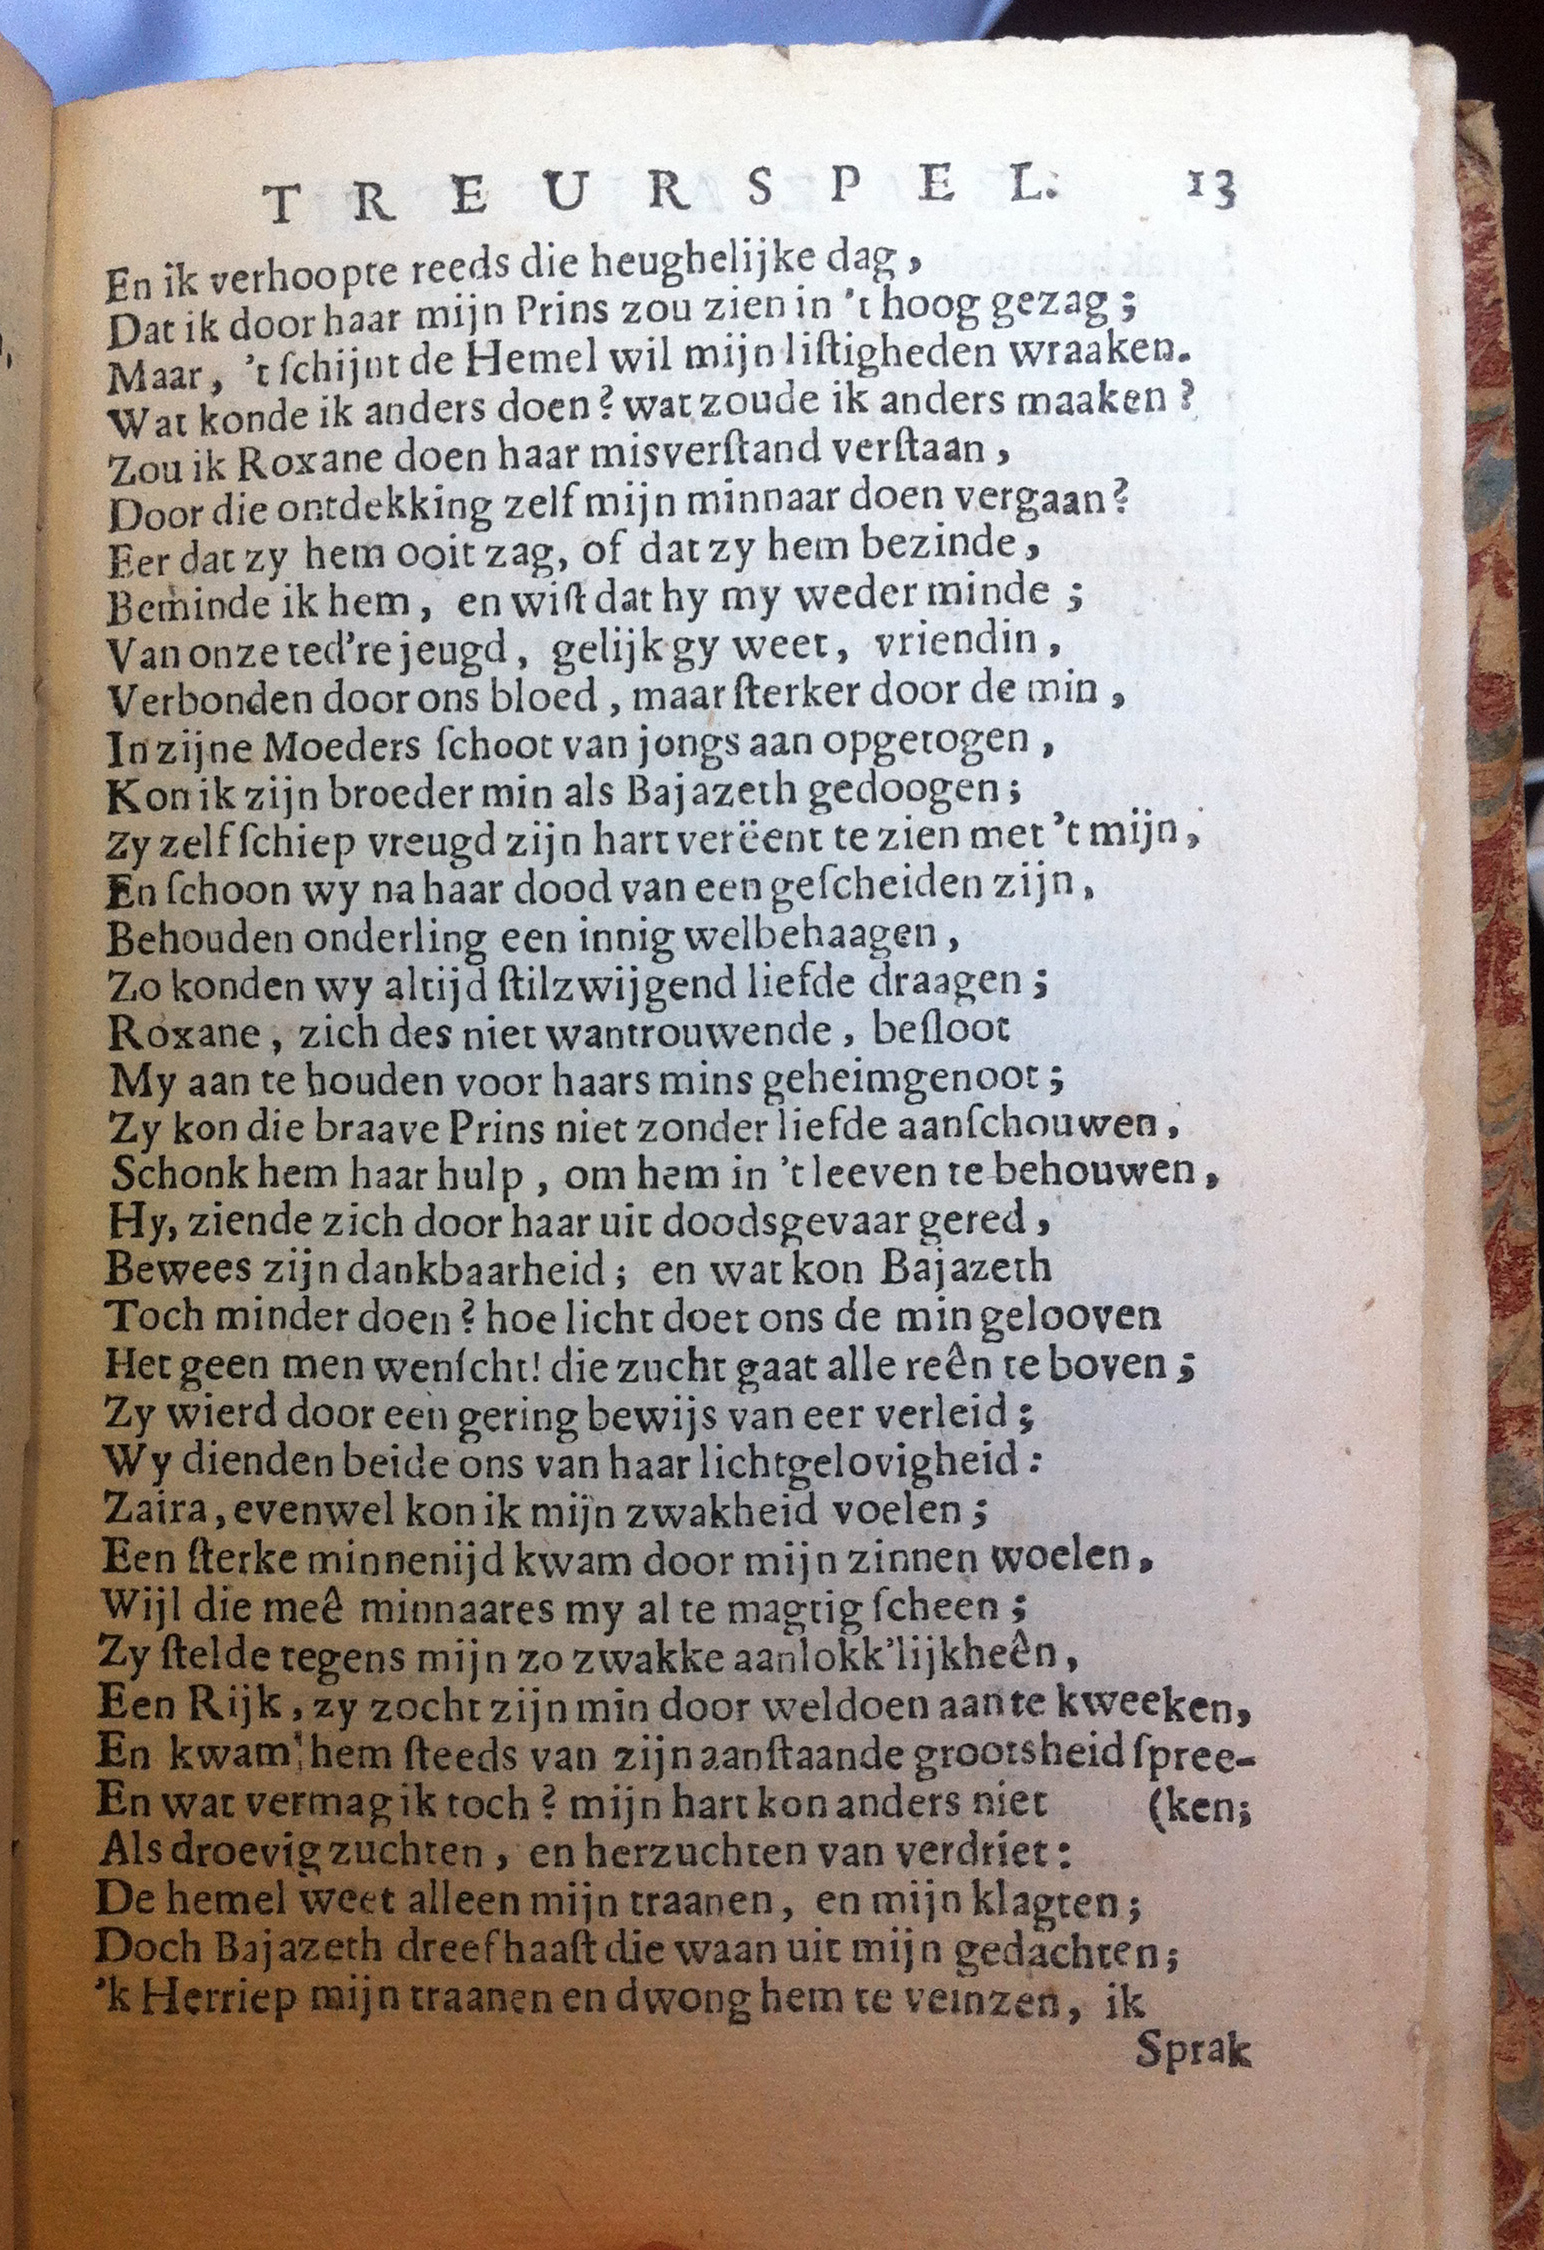 TREURSPEL. 13
En ik verhoopte reeds die heughelijke dag,
Dat ik door haar mijn Prins zou zien in 't hoog gezag;
Maar, 't ſchijnt de Hemel wil mijn liſtigheden wraaken.
Wat konde ik anders doen? wat zoude ik anders maaken?
Zou ik Roxane doen haar misverſtand verſtaan,
Door die ontdekking zelf mijn minnaar doen vergaan?
Eer dat zy hem ooit zag, of dat zy hem bezinde,
Beminde ik hem, en wiſt dat hy my weder minde;
Van onze ted're jeugd, gelijk gy weet, vriendin,
Verbonden door ons bloed, maar ſterker door de min,
In zijne Moeders ſchoot van jongs aan opgetogen,
Kon ik zijn broeder min als Bajazeth gedoogen;
Zy zelf ſchiep vreugd zijn hart verëent te zien met 't mijn,
En ſchoon wy na haar dood van een geſcheiden zijn,
Behouden onderling een innig welbehaagen,
Zo konden wy altijd ſtilzwijgend liefde draagen;
Roxane, zich des niet wantrouwende, beſloot
My aan te houden voor haars mins geheimgenoot;
Zy kon die braave Prins niet zonder liefde aanſchouwen,
Schonk hem haar hulp, om hem in 't leeven te behouwen,
Hy, ziende zich door haar uit doodsgevaar gered,
Bewees zijn dankbaarheid; en wat kon Bajazeth
Toch minder doen? hoe licht doet ons de min gelooven
Het geen men wenſcht! die zucht gaat alle reên te boven;
Zy wierd door een gering bewijs van eer verleid;
Wy dienden beide ons van haar lichtgelovigheid:
Zaira, evenwel kon ik mijn zwakheid voelen;
Een ſterke minnenijd kwam door mijn zinnen woelen,
Wijl die meê minnaares my al te magtig ſcheen;
Zy ſtelde tegens mijn zo zwakke aanlokk'lijkheên,
Een Rijk, zy zocht zijn min door weldoen aan te kweeken,
En kwam' hem ſteeds van zijn aanſtaande grootsheid ſpree-
En wat vermag ik toch? mijn hart kon anders niet (ken;
Als droevig zuchten, en herzuchten van verdriet:
De hemel weet alleen mijn traanen, en mijn klagten;
Doch Bajazeth dreef haaſt die waan uit mijn gedachten;
'k Herriep mijn traanen en dwong hem te veinzen, ik
Sprak